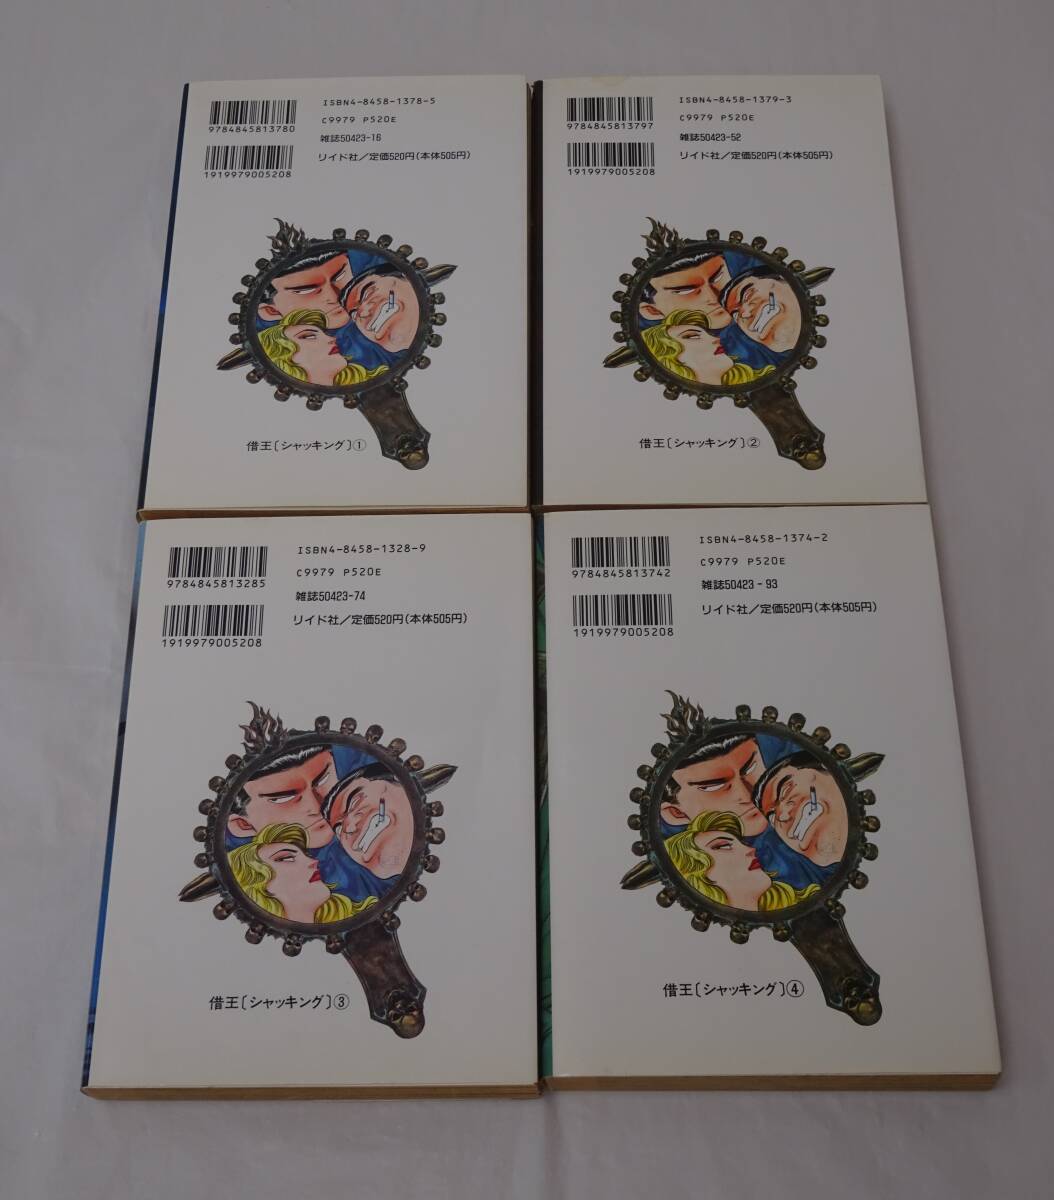 ISBN4-8458-1378-5
9784845813780
C9979 P520E
雑誌50423-16
1919979005208
リイド社/定価520円(本体505円)
借王〔シャッキング〕①
ISBN4-8458-1379-3
9784845813797
C9979 P520E
雑誌50423-52
1919979005208
リイド社/定価520円(本体505円)
借王〔シャッキング〕②
ISBN4-8458-1328-9
9784845813285
C9979 P520E
雑誌50423-74
1919979005208
リイド社/定価520円(本体505円)
借王〔シャッキング〕③
ISBN4-8458-1374-2
9784845813742
C9979 P520E
雑誌50423-93
1919979005208
リイド社/定価520円(本体505円)
借王〔シャッキング〕④